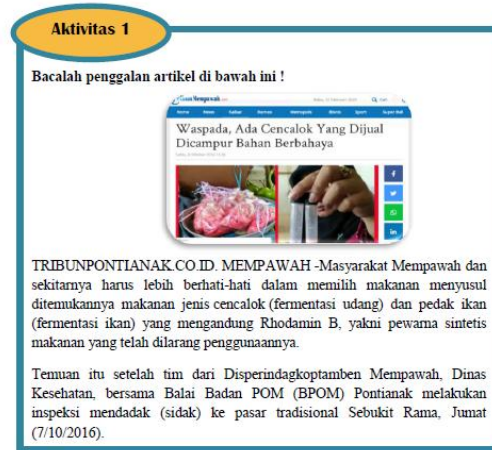 Aktivitas 1
Bacalah penggalan artikel di bawah ini !
Waspada, Ada Cencalok Yang Dijual
Dicampur Bahan Berbahaya
TRIBUNPONTIANAK.CO.ID. MEMPAWAH -Masyarakat Mempawah dan
sekitarnya harus lebih berhati-hati dalam memilih makanan menyusul
ditemukannya makanan jenis cencalok (fermentasi udang) dan pedak ikan
(fermentasi ikan) yang mengandung Rhodamin B, yakni pewarna sintetis
makanan yang telah dilarang penggunaannya.
Temuan itu setelah tim dari Disperindagkoptamben Mempawah, Dinas
Kesehatan, bersama Balai Badan POM (BPOM) Pontianak melakukan
inspeksi mendadak (sidak) ke pasar tradisional Sebukit Rama, Jumat
(7/10/2016).